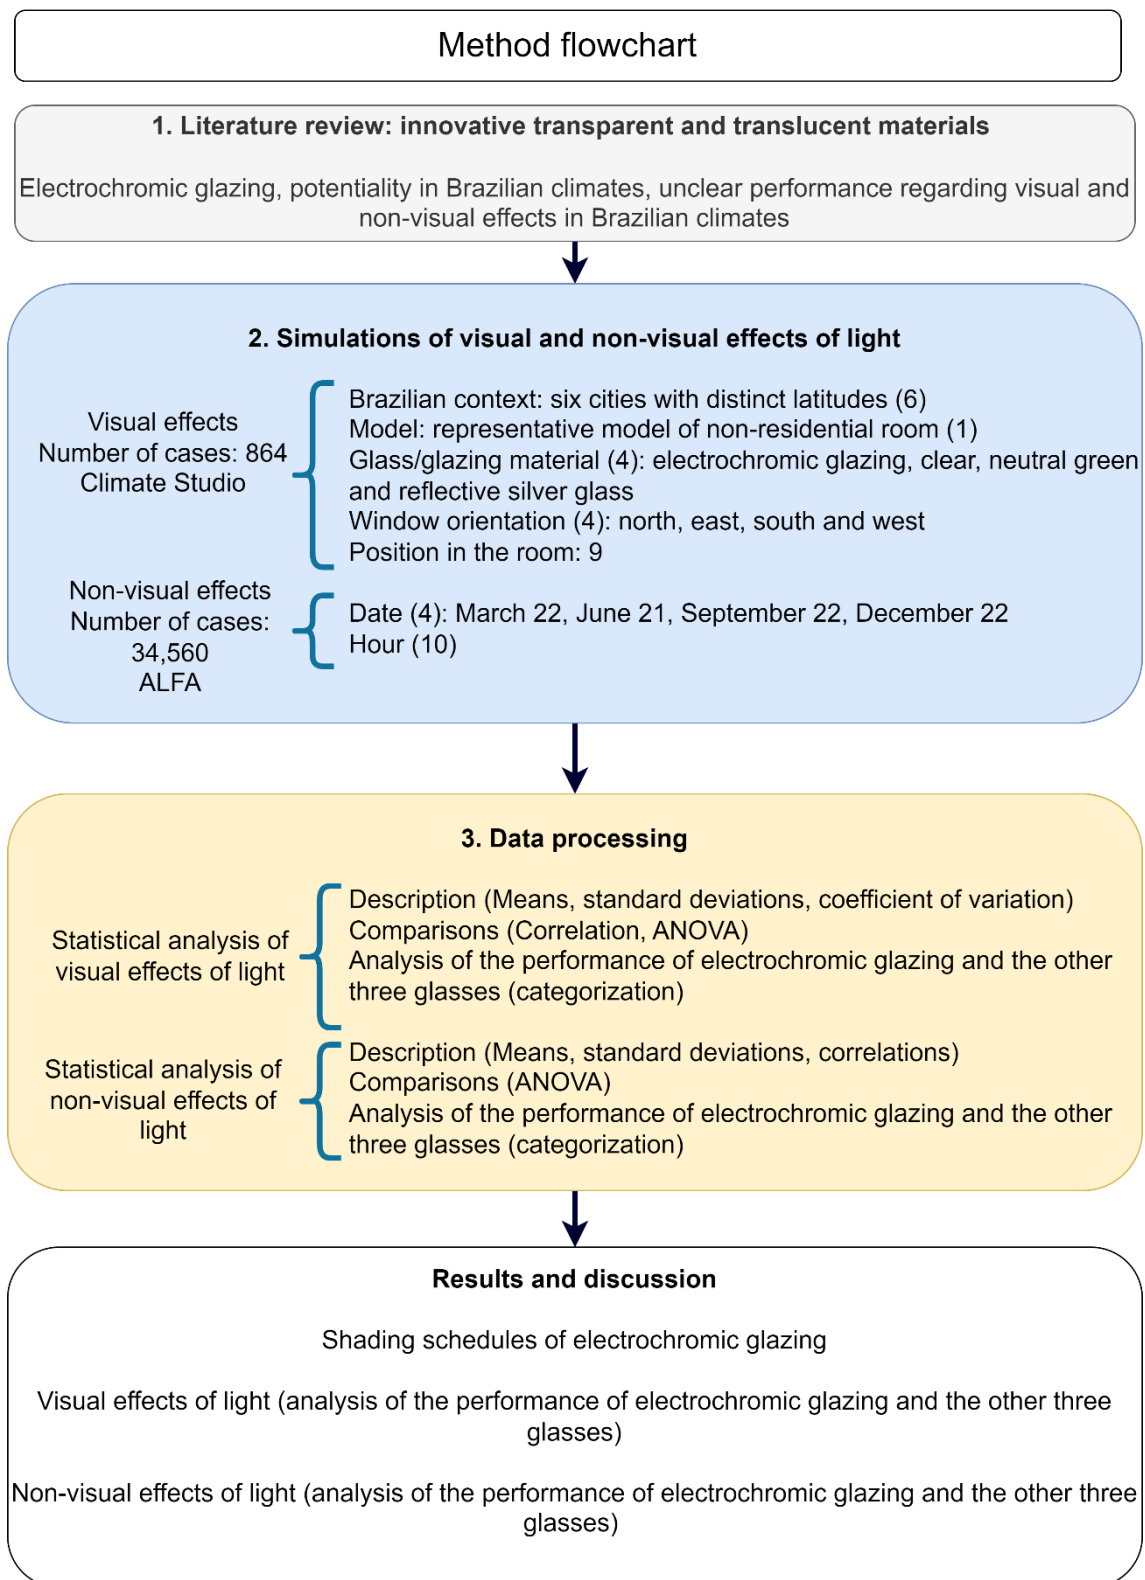 Method flowchart
1. Literature review: innovative transparent and translucent materials
Electrochromic glazing, potentiality in Brazilian climates, unclear performance regarding visual and
non-visual effects in Brazilian climates
2. Simulations of visual and non-visual effects of light
Visual effects
Number of cases: 864
Climate Studio
Brazilian context: six cities with distinct latitudes (6)
Model: representative model of non-residential room (1)
Glass/glazing material (4): electrochromic glazing, clear, neutral green
and reflective silver glass
Window orientation (4): north, east, south and west
Position in the room: 9
Non-visual effects
Number of cases:
34,560
ALFA
Date (4): March 22, June 21, September 22, December 22
Hour (10)
3. Data processing
Statistical analysis of
visual effects of light
Description (Means, standard deviations, coefficient of variation)
Comparisons (Correlation, ANOVA)
Analysis of the performance of electrochromic glazing and the other
three glasses (categorization)
Statistical analysis of
non-visual effects of
light
Description (Means, standard deviations, correlations)
Comparisons (ANOVA)
Analysis of the performance of electrochromic glazing and the other
three glasses (categorization)
Results and discussion
Shading schedules of electrochromic glazing
Visual effects of light (analysis of the performance of electrochromic glazing and the other three
glasses)
Non-visual effects of light (analysis of the performance of electrochromic glazing and the other three
glasses)